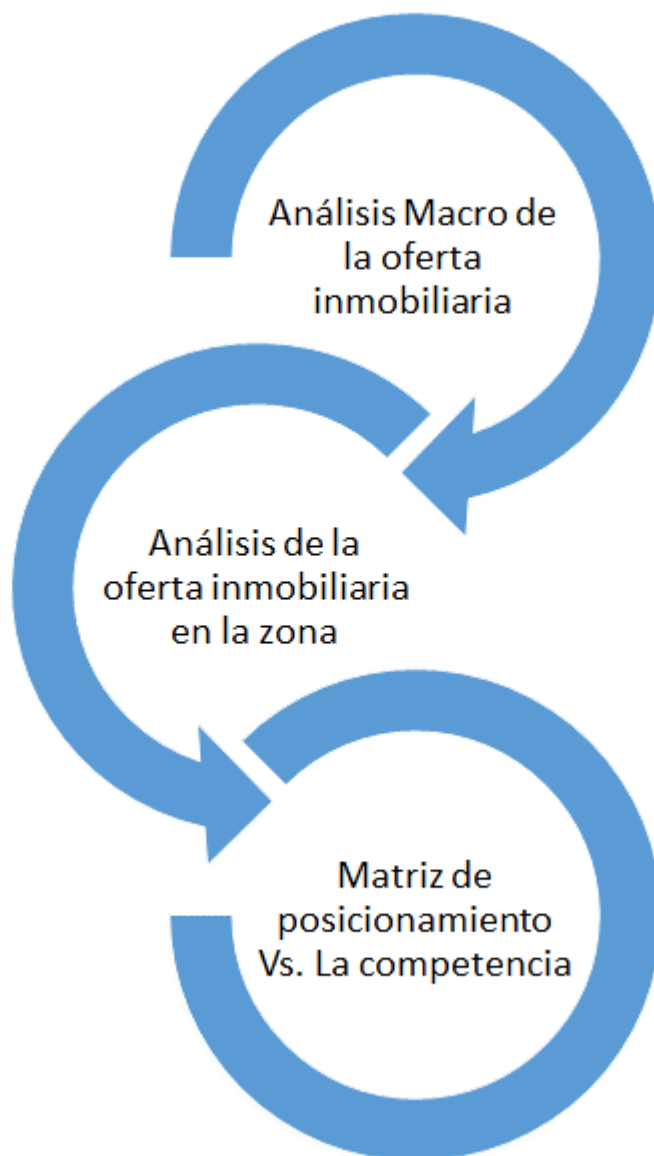 Análisis Macro de
la oferta
inmobiliaria
Análisis de la
oferta inmobiliaria
en la zona
Matriz de
posicionamiento
Vs. La competencia